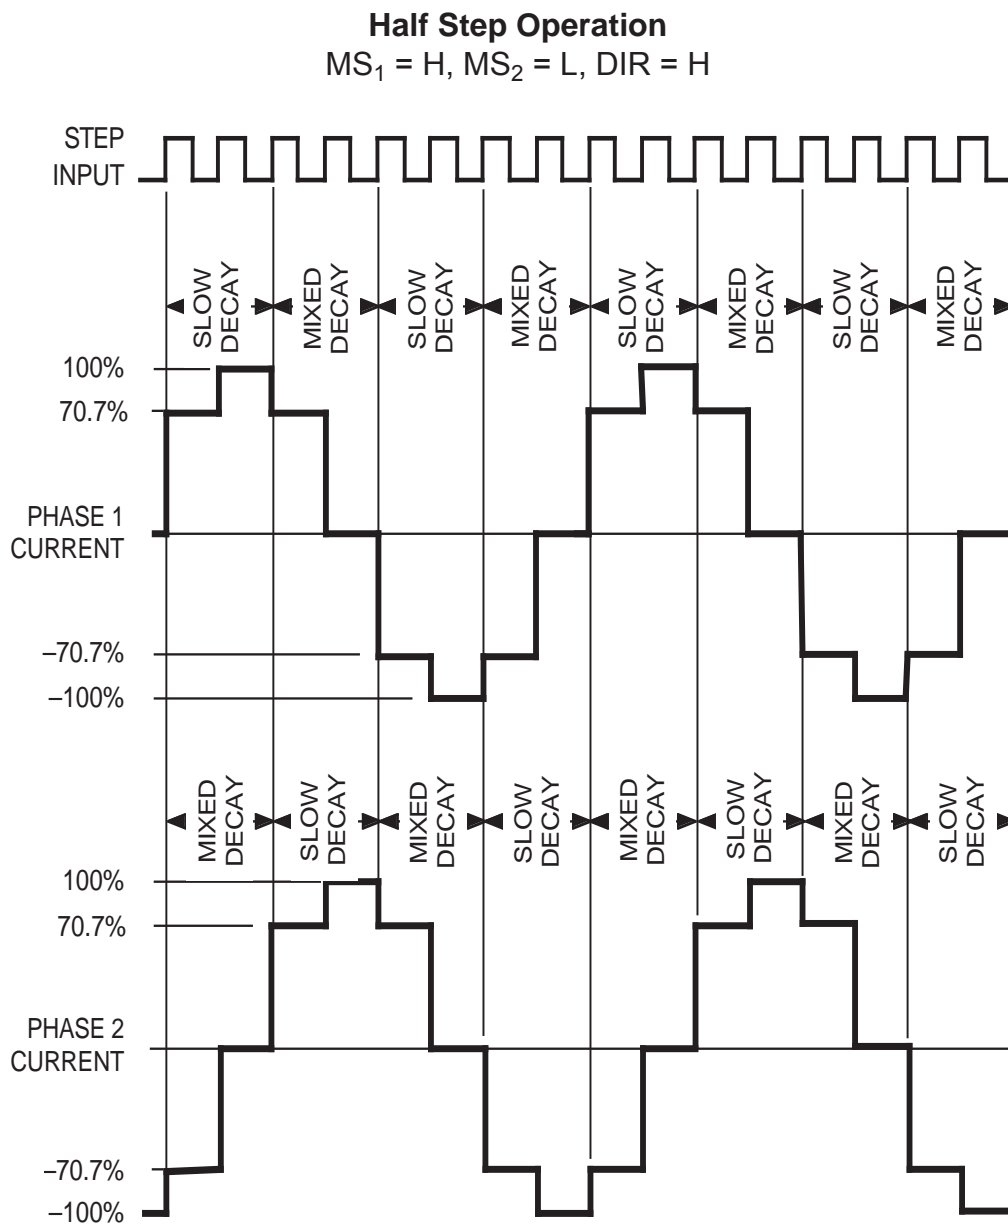 Half Step Operation
MS₁ = H, MS₂ = L, DIR = H
STEP
INPUT
SLOW
DECAY
MIXED
DECAY
SLOW
DECAY
MIXED
DECAY
SLOW
DECAY
MIXED
DECAY
SLOW
DECAY
MIXED
DECAY
100%
70.7%
PHASE 1
CURRENT
–70.7%
–100%
MIXED
DECAY
SLOW
DECAY
MIXED
DECAY
SLOW
DECAY
MIXED
DECAY
SLOW
DECAY
MIXED
DECAY
SLOW
DECAY
100%
70.7%
PHASE 2
CURRENT
–70.7%
–100%